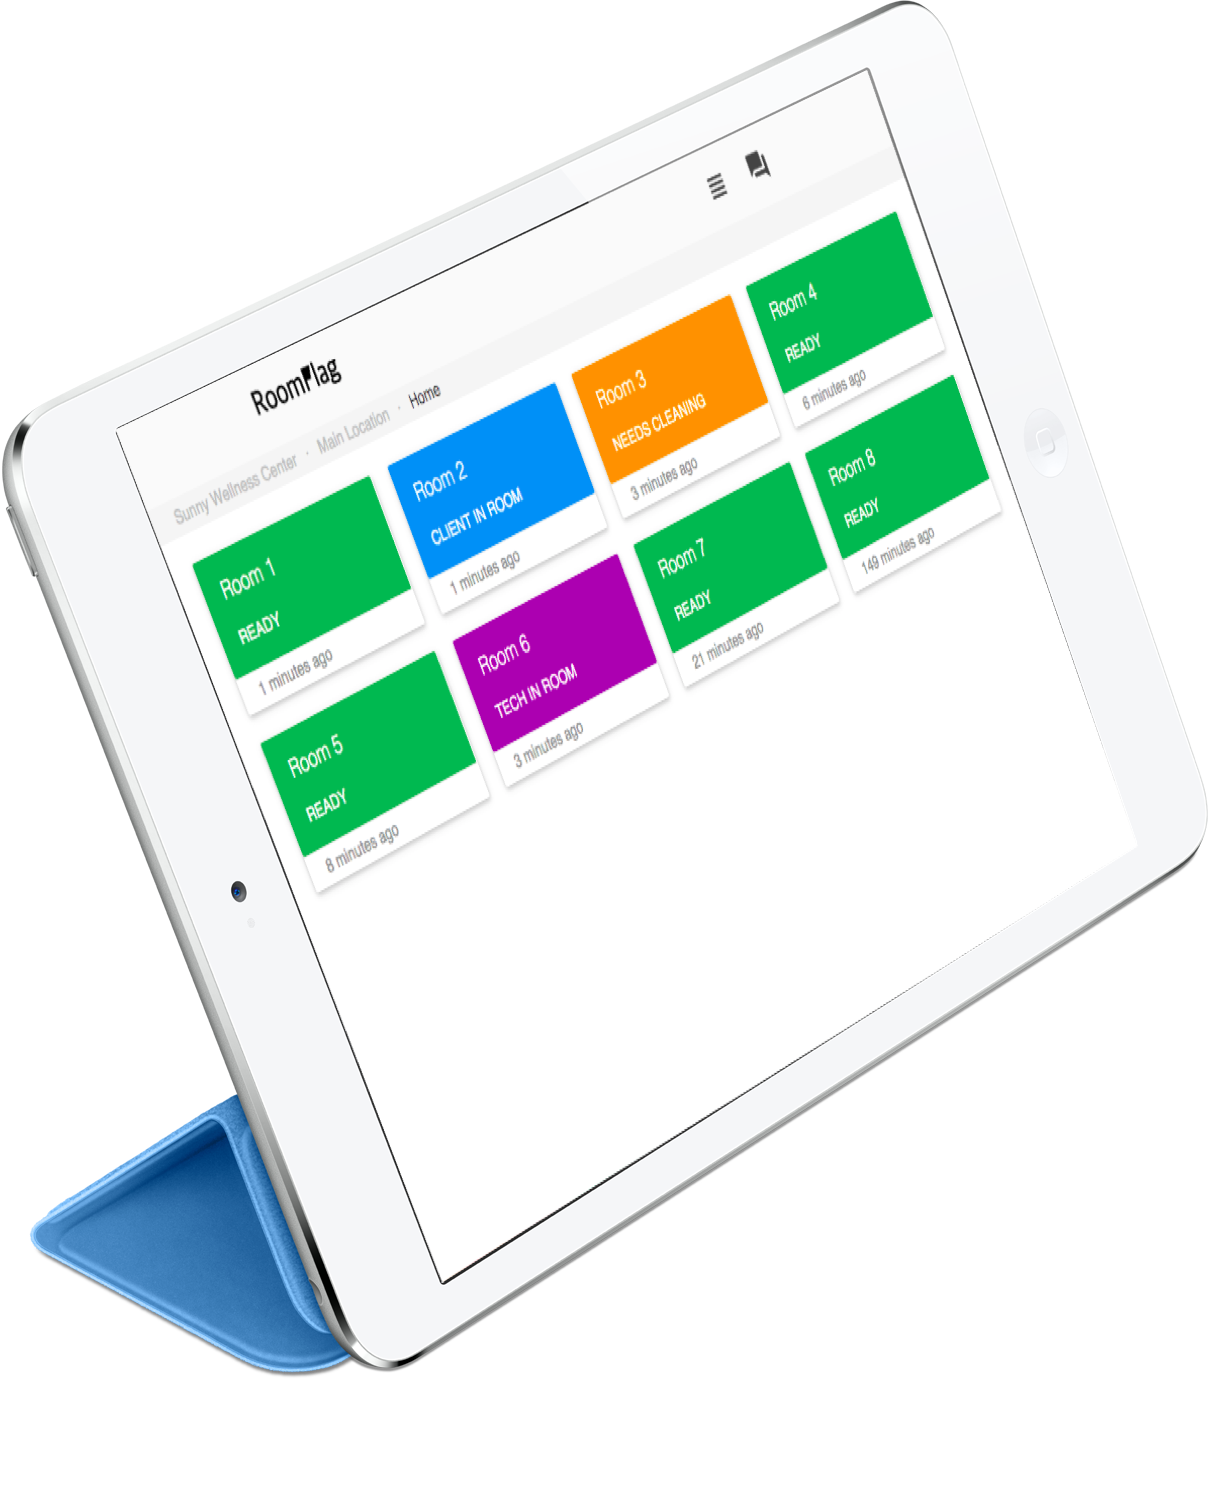 RoomFlag
Sunny Wellness Center · Main Location · Home
Room 1
READY
1 minutes ago
Room 2
CLIENT IN ROOM
1 minutes ago
Room 3
NEEDS CLEANING
3 minutes ago
Room 4
READY
6 minutes ago
Room 5
READY
8 minutes ago
Room 6
TECH IN ROOM
3 minutes ago
Room 7
READY
21 minutes ago
Room 8
READY
149 minutes ago